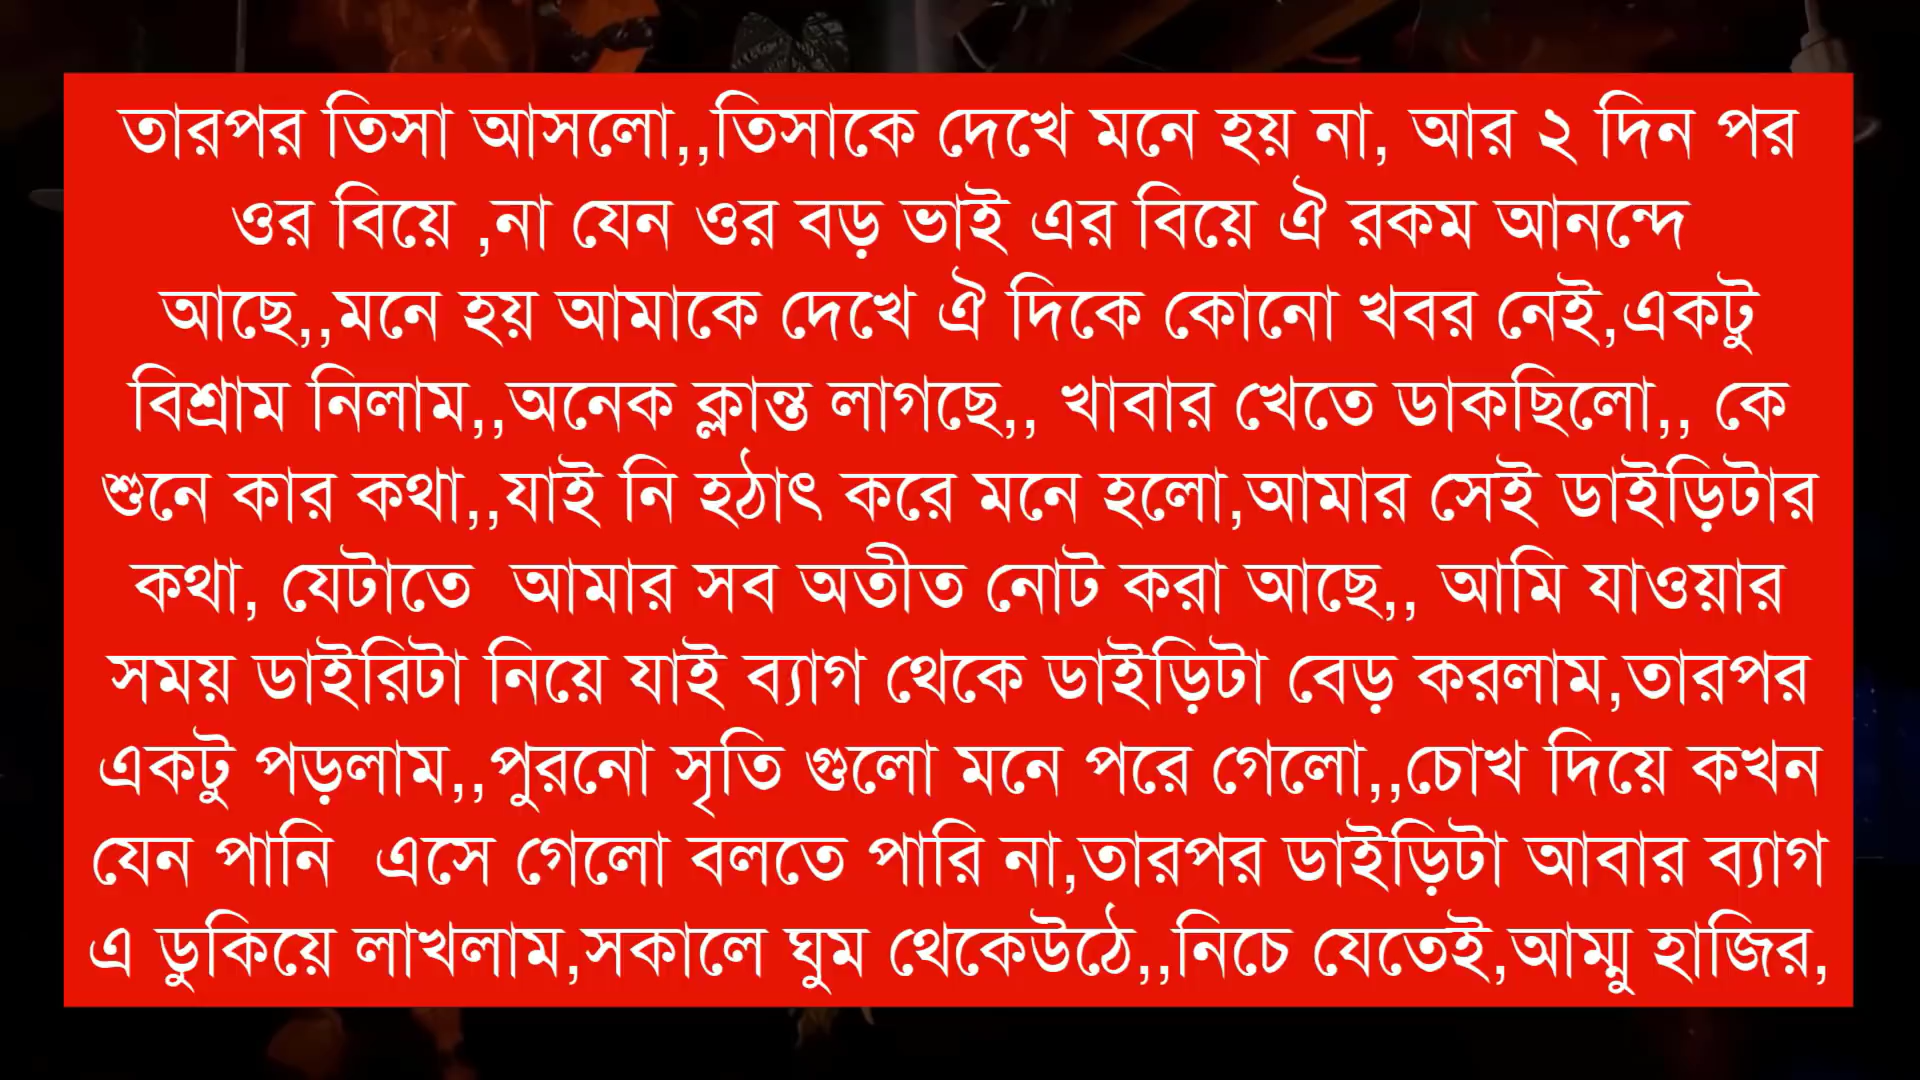 তারপর তিসা আসলো,,তিসাকে দেখে মনে হয় না, আর ২ দিন পর
ওর বিয়ে ,না যেন ওর বড় ভাই এর বিয়ে ঐ রকম আনন্দে
আছে,,মনে হয় আমাকে দেখে ঐ দিকে কোনো খবর নেই,একটু
বিশ্রাম নিলাম,,অনেক ক্লান্ত লাগছে,, খাবার খেতে ডাকছিলো,, কে
শুনে কার কথা,,যাই নি হঠাৎ করে মনে হলো,আমার সেই ডাইড়িটার
কথা, যেটাতে  আমার সব অতীত নোট করা আছে,, আমি যাওয়ার
সময় ডাইরিটা নিয়ে যাই ব্যাগ থেকে ডাইড়িটা বেড় করলাম,তারপর
একটু পড়লাম,,পুরনো সৃতি গুলো মনে পরে গেলো,,চোখ দিয়ে কখন
যেন পানি  এসে গেলো বলতে পারি না,তারপর ডাইড়িটা আবার ব্যাগ
এ ডুকিয়ে লাখলাম,সকালে ঘুম থেকেউঠে,,নিচে যেতেই,আম্মু হাজির,